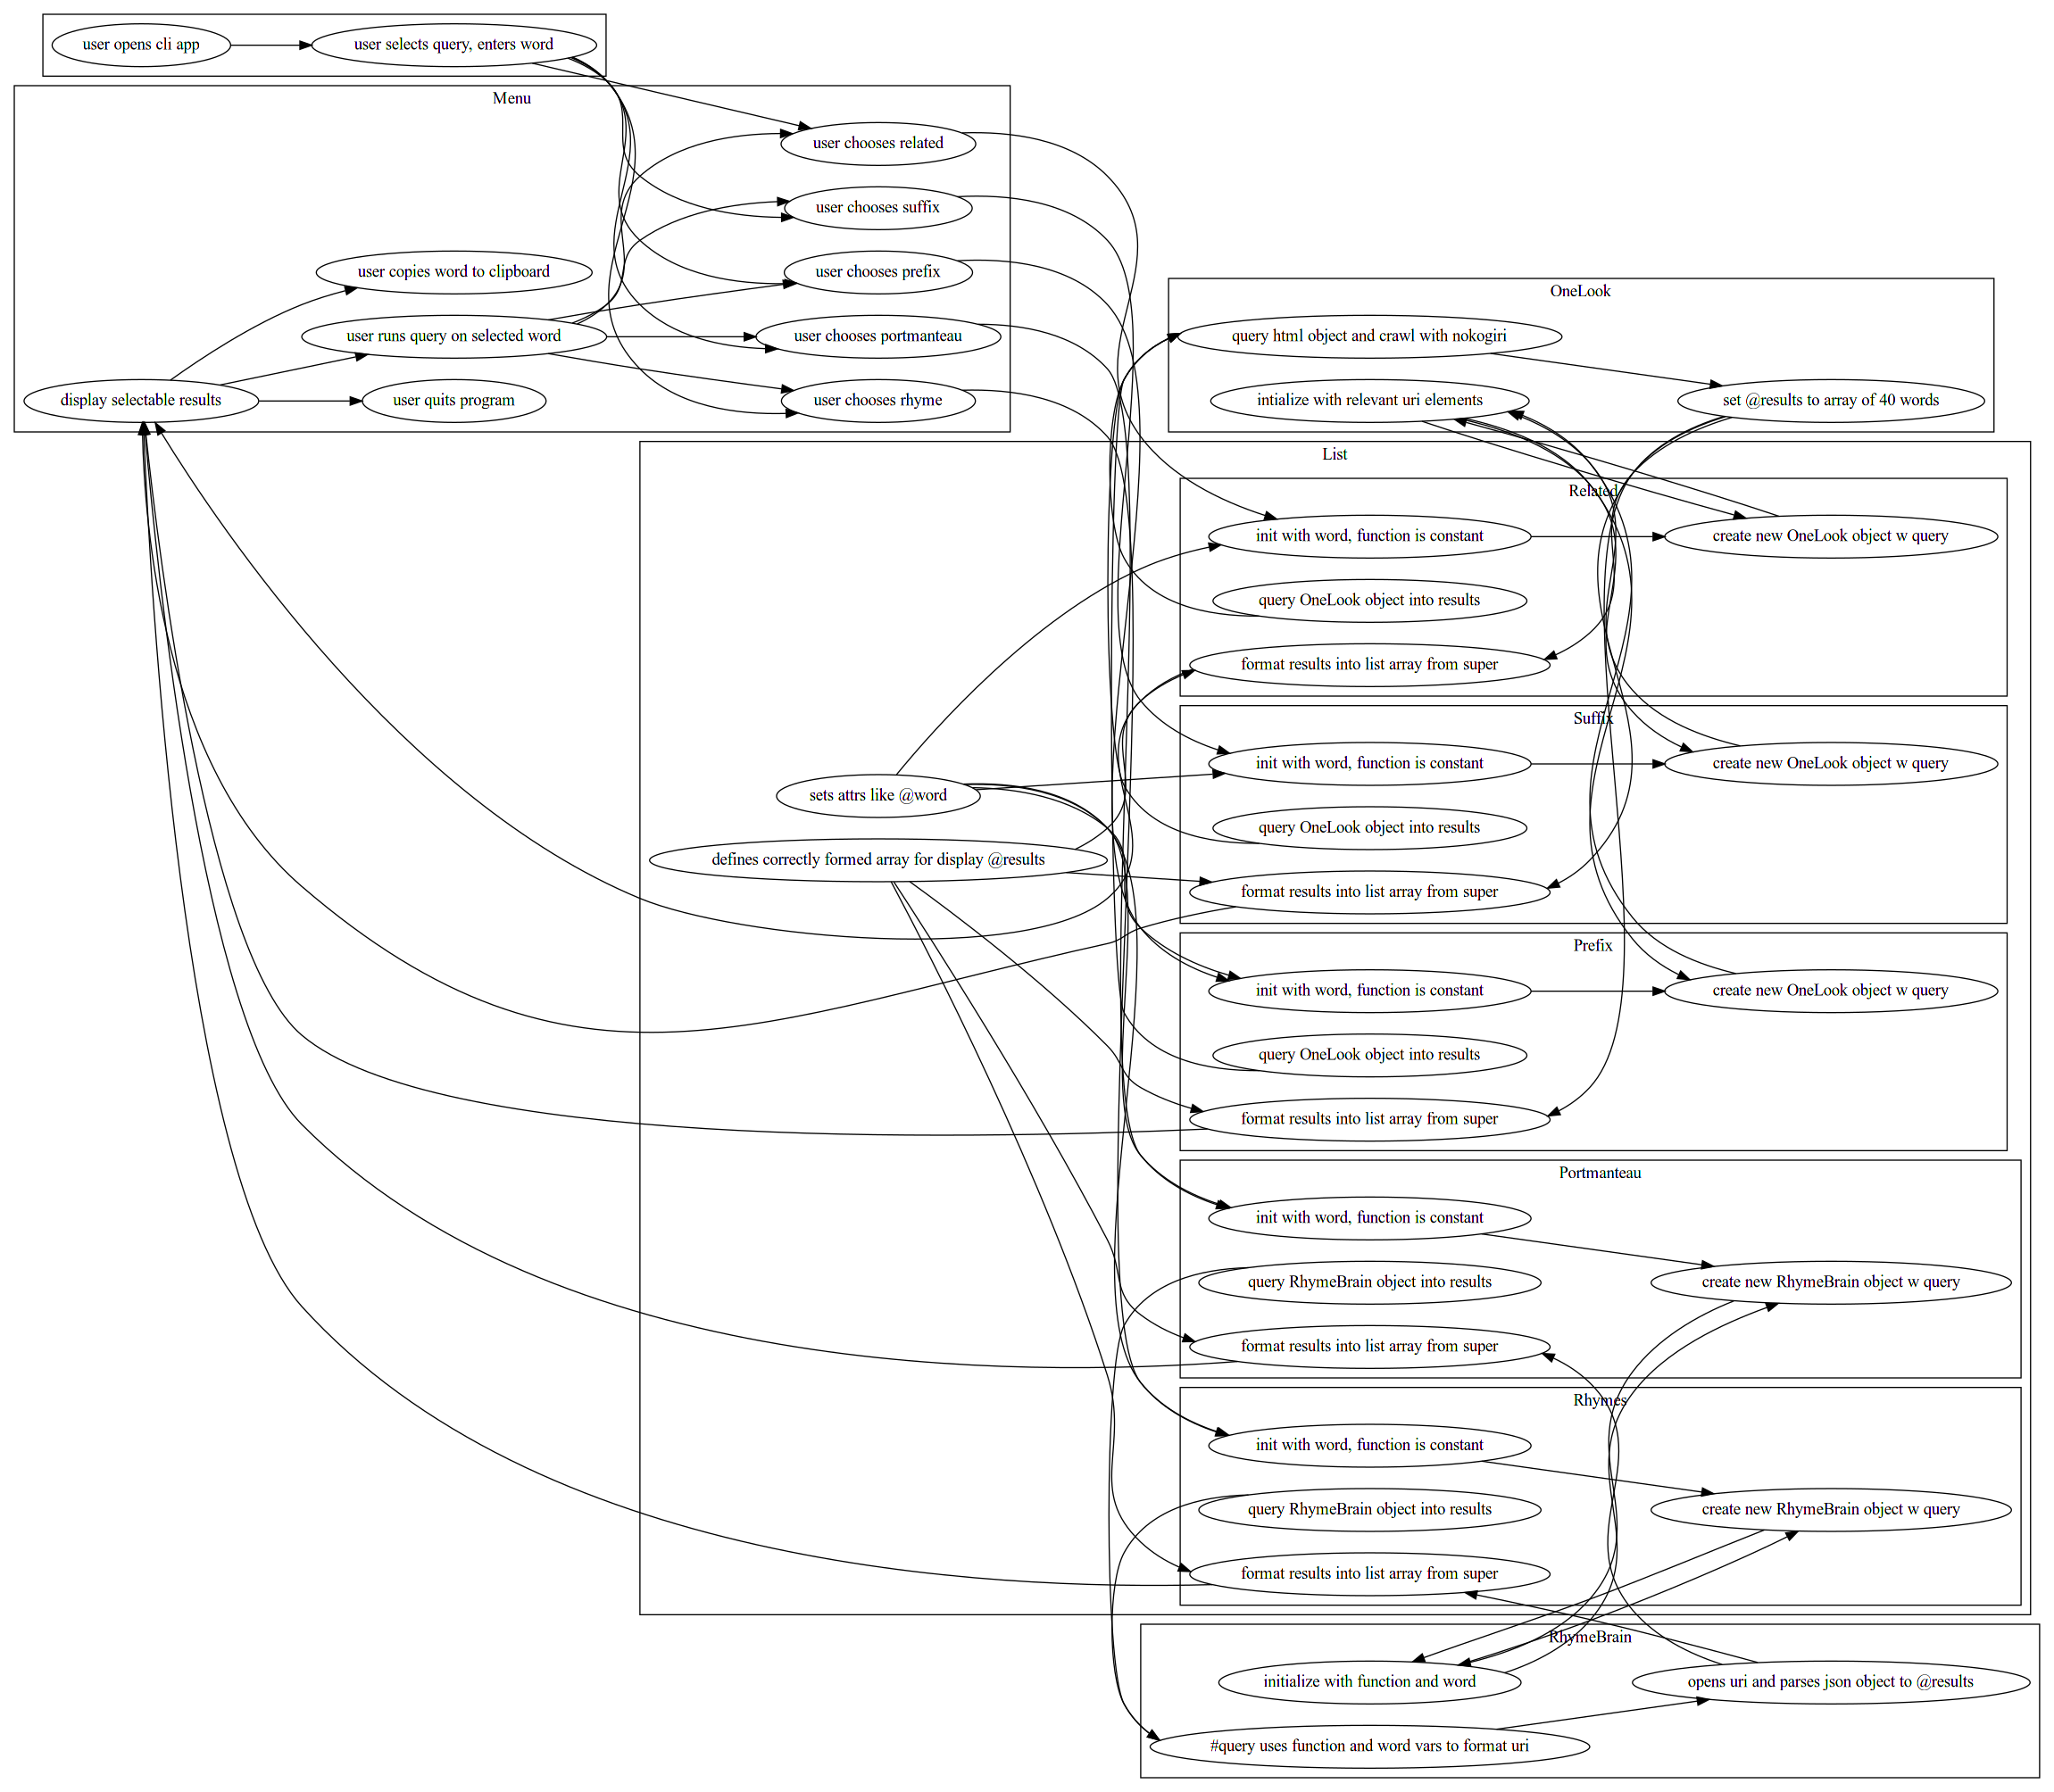 user opens cli app
user selects query, enters word
Menu
user chooses related
user chooses suffix
user copies word to clipboard
user chooses prefix
user runs query on selected word
user chooses portmanteau
display selectable results
user quits program
user chooses rhyme
OneLook
query html object and crawl with nokogiri
intialize with relevant uri elements
set @results to array of 40 words
List
sets attrs like @word
defines correctly formed array for display @results
Related
init with word, function is constant
create new OneLook object w query
query OneLook object into results
format results into list array from super
Suffix
init with word, function is constant
create new OneLook object w query
query OneLook object into results
format results into list array from super
Prefix
init with word, function is constant
create new OneLook object w query
query OneLook object into results
format results into list array from super
Portmanteau
init with word, function is constant
query RhymeBrain object into results
create new RhymeBrain object w query
format results into list array from super
Rhymes
init with word, function is constant
query RhymeBrain object into results
create new RhymeBrain object w query
format results into list array from super
RhymeBrain
initialize with function and word
opens uri and parses json object to @results
#query uses function and word vars to format uri